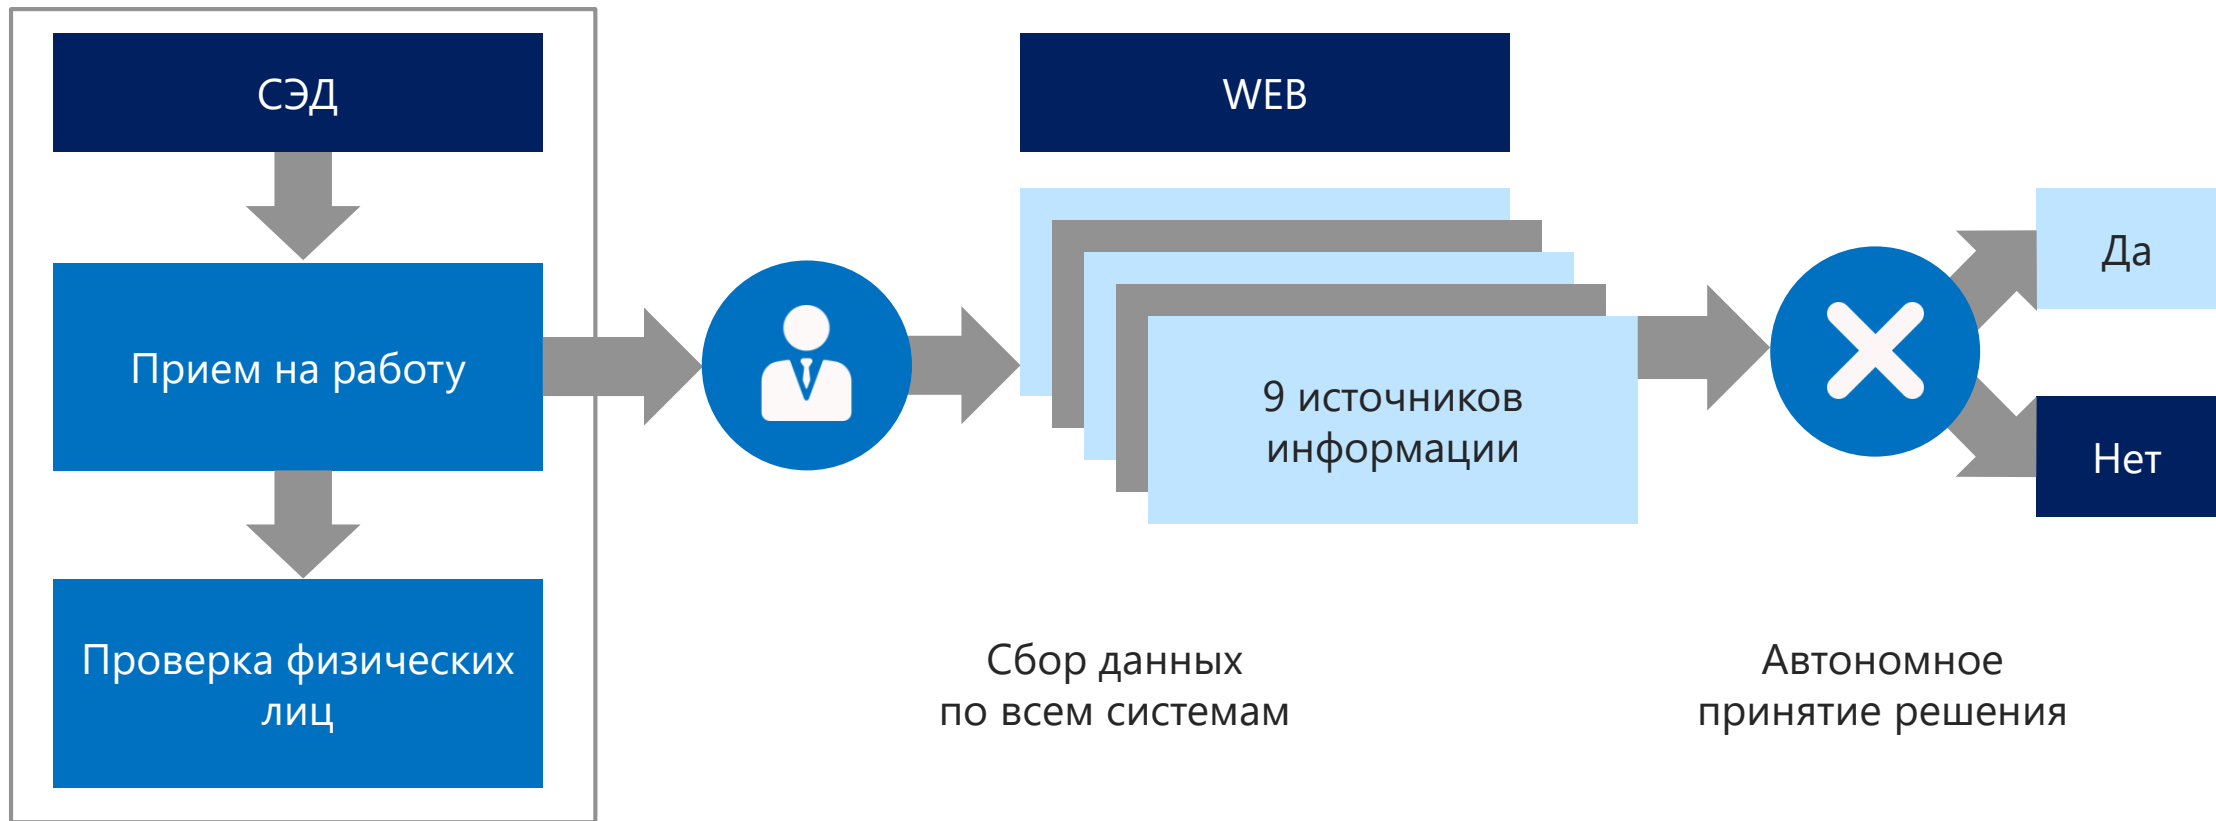 СЭД
Прием на работу
Проверка физических
лиц
WEB
9 источников
информации
Сбор данных
по всем системам
Автономное
принятие решения
Да
Нет